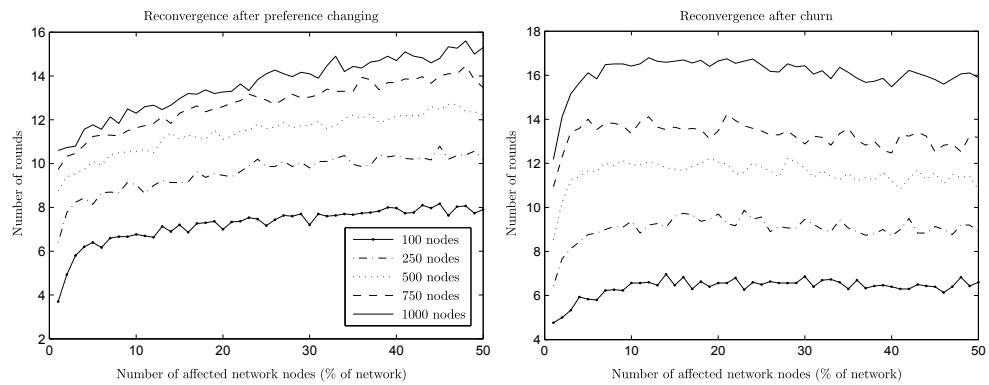 Reconvergence after preference changing
16
14
12
10
8
6
4
2
0
10
20
30
40
50
Number of rounds
Number of affected network nodes (% of network)
100 nodes
250 nodes
500 nodes
750 nodes
1000 nodes
Reconvergence after churn
18
16
14
12
10
8
6
4
0
10
20
30
40
50
Number of rounds
Number of affected network nodes (% of network)